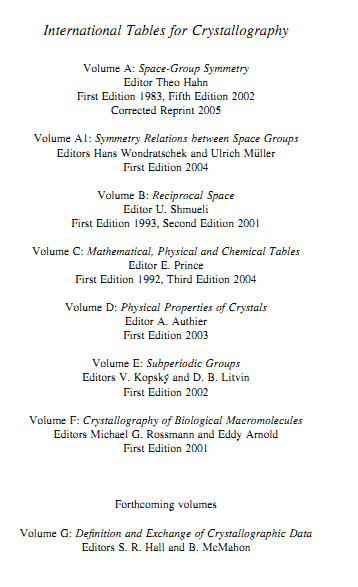 International Tables for Crystallography
Volume A: Space-Group Symmetry
Editor Theo Hahn
First Edition 1983, Fifth Edition 2002
Corrected Reprint 2005
Volume A1: Symmetry Relations between Space Groups
Editors Hans Wondratschek and Ulrich Müller
First Edition 2004
Volume B: Reciprocal Space
Editor U. Shmueli
First Edition 1993, Second Edition 2001
Volume C: Mathematical, Physical and Chemical Tables
Editor E. Prince
First Edition 1992, Third Edition 2004
Volume D: Physical Properties of Crystals
Editor A. Authier
First Edition 2003
Volume E: Subperiodic Groups
Editors V. Kopský and D. B. Litvin
First Edition 2002
Volume F: Crystallography of Biological Macromolecules
Editors Michael G. Rossmann and Eddy Arnold
First Edition 2001
Forthcoming volumes
Volume G: Definition and Exchange of Crystallographic Data
Editors S. R. Hall and B. McMahon